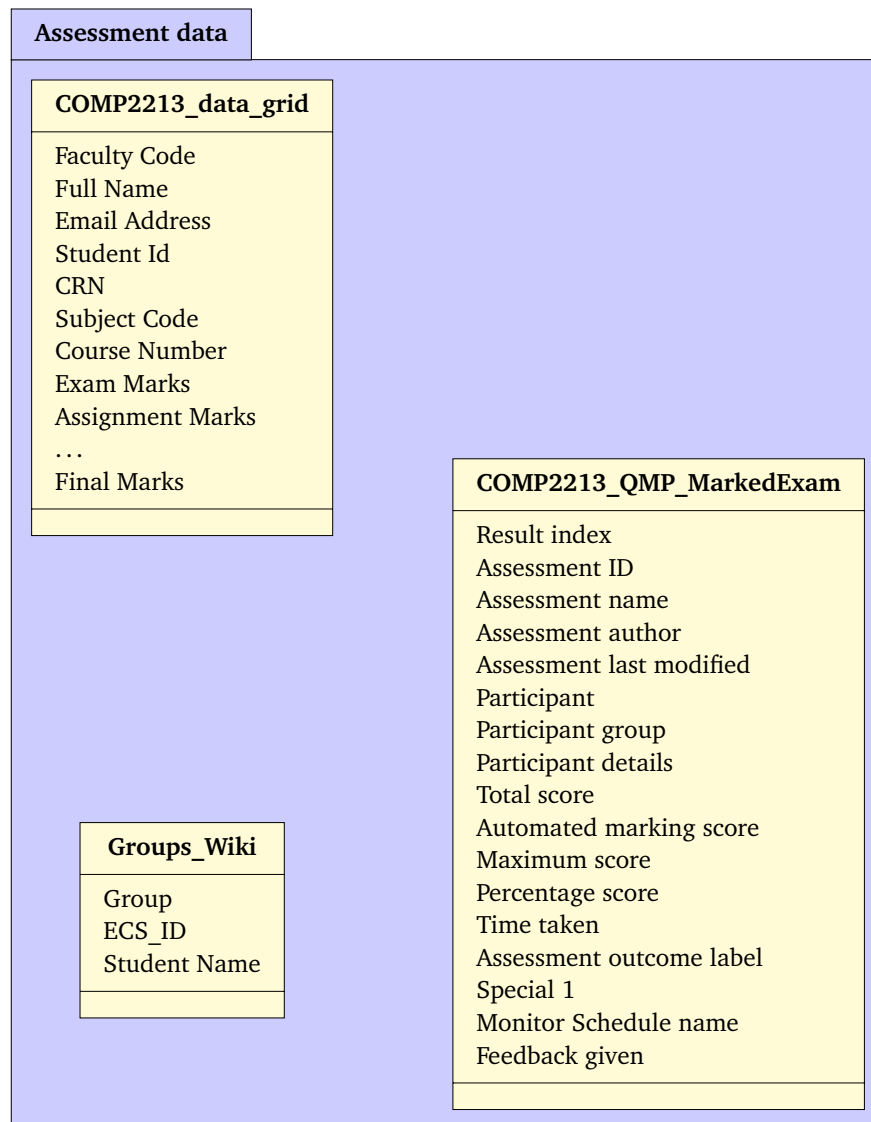 Assessment data
COMP2213_data_grid
Faculty Code
Full Name
Email Address
Student Id
CRN
Subject Code
Course Number
Exam Marks
Assignment Marks
...
Final Marks
COMP2213_QMP_MarkedExam
Result index
Assessment ID
Assessment name
Assessment author
Assessment last modified
Participant
Participant group
Participant details
Total score
Automated marking score
Maximum score
Percentage score
Time taken
Assessment outcome label
Special 1
Monitor Schedule name
Feedback given
Groups_Wiki
Group
ECS_ID
Student Name